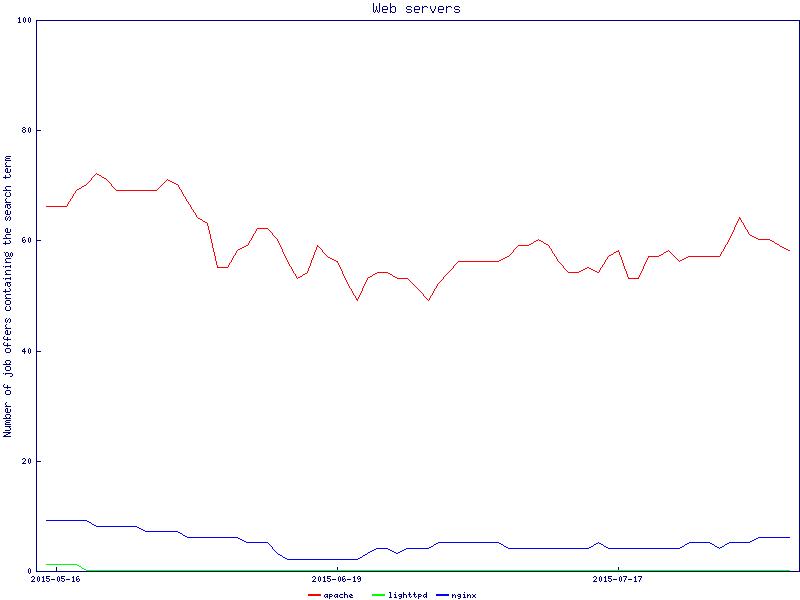 Web servers
100
80
60
40
20
0
Number of job offers containing the search term
2015-05-16 2015-06-19 2015-07-17
apache lighttpd nginx